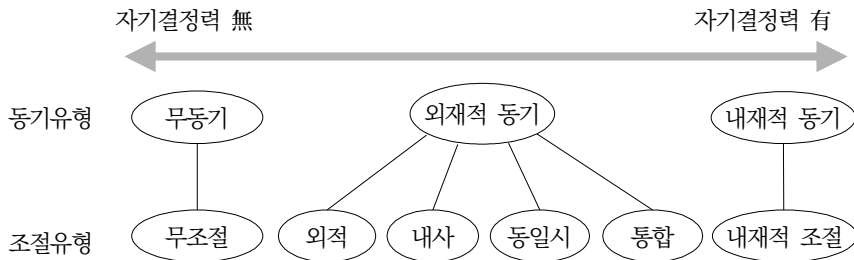 자기결정력 無 자기결정력 有
동기유형 무동기 외재적 동기 내재적 동기
조절유형 무조절 외적 내사 동일시 통합 내재적 조절